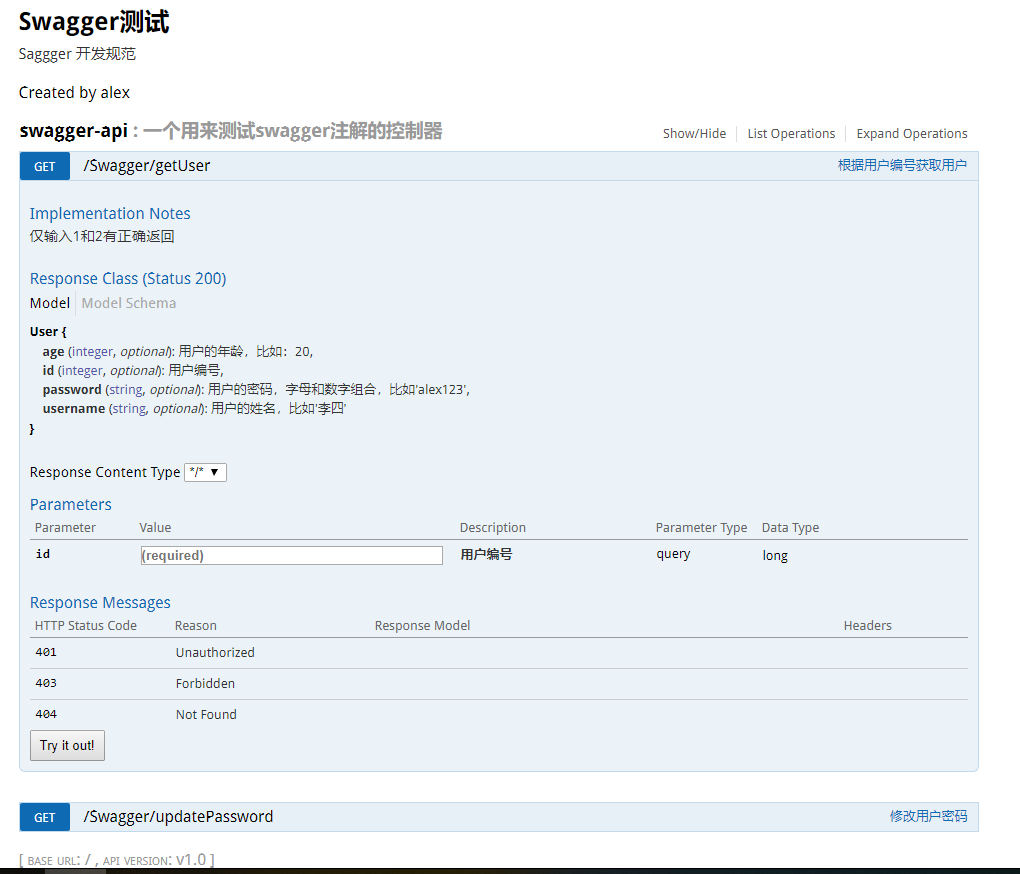 Swagger测试
Saggger 开发规范
Created by alex
swagger-api : 一个用来测试swagger注解的控制器 Show/Hide List Operations Expand Operations
GET /Swagger/getUser 根据用户编号获取用户
Implementation Notes
仅输入1和2有正确返回
Response Class (Status 200)
Model Model Schema
User {
age (integer, optional): 用户的年龄，比如：20,
id (integer, optional): 用户编号,
password (string, optional): 用户的密码，字母和数字组合，比如'alex123',
username (string, optional): 用户的姓名，比如'李四'
}
Response Content Type */* ▼
Parameters
Parameter Value Description Parameter Type Data Type
id (required) 用户编号 query long
Response Messages
HTTP Status Code Reason Response Model Headers
401 Unauthorized
403 Forbidden
404 Not Found
Try it out!
GET /Swagger/updatePassword 修改用户密码
[ BASE URL: / , API VERSION: v1.0 ]